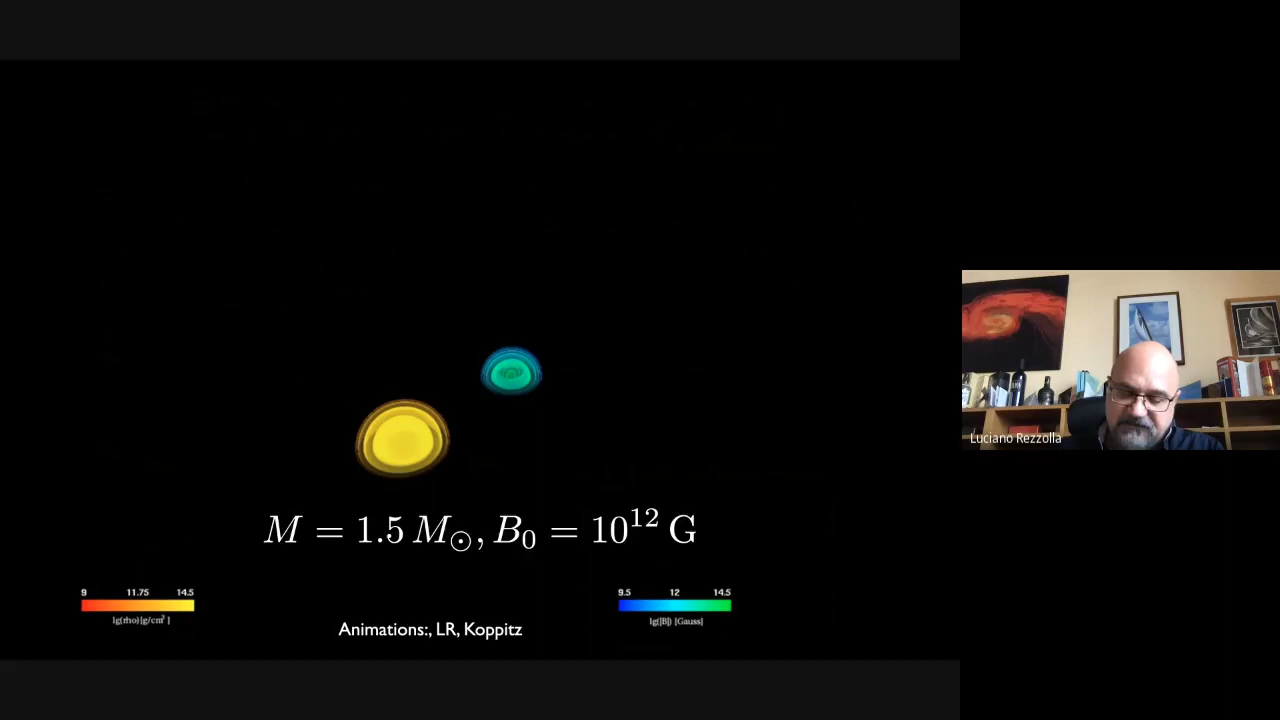 M = 1.5 M⊙, B₀ = 10¹² G
9 11.75 14.5
lg(rho) [g/cm³]
Animations:, LR, Koppitz
8.5 12 14.5
lg(|B|) [Gauss]
Luciano Rezzolla